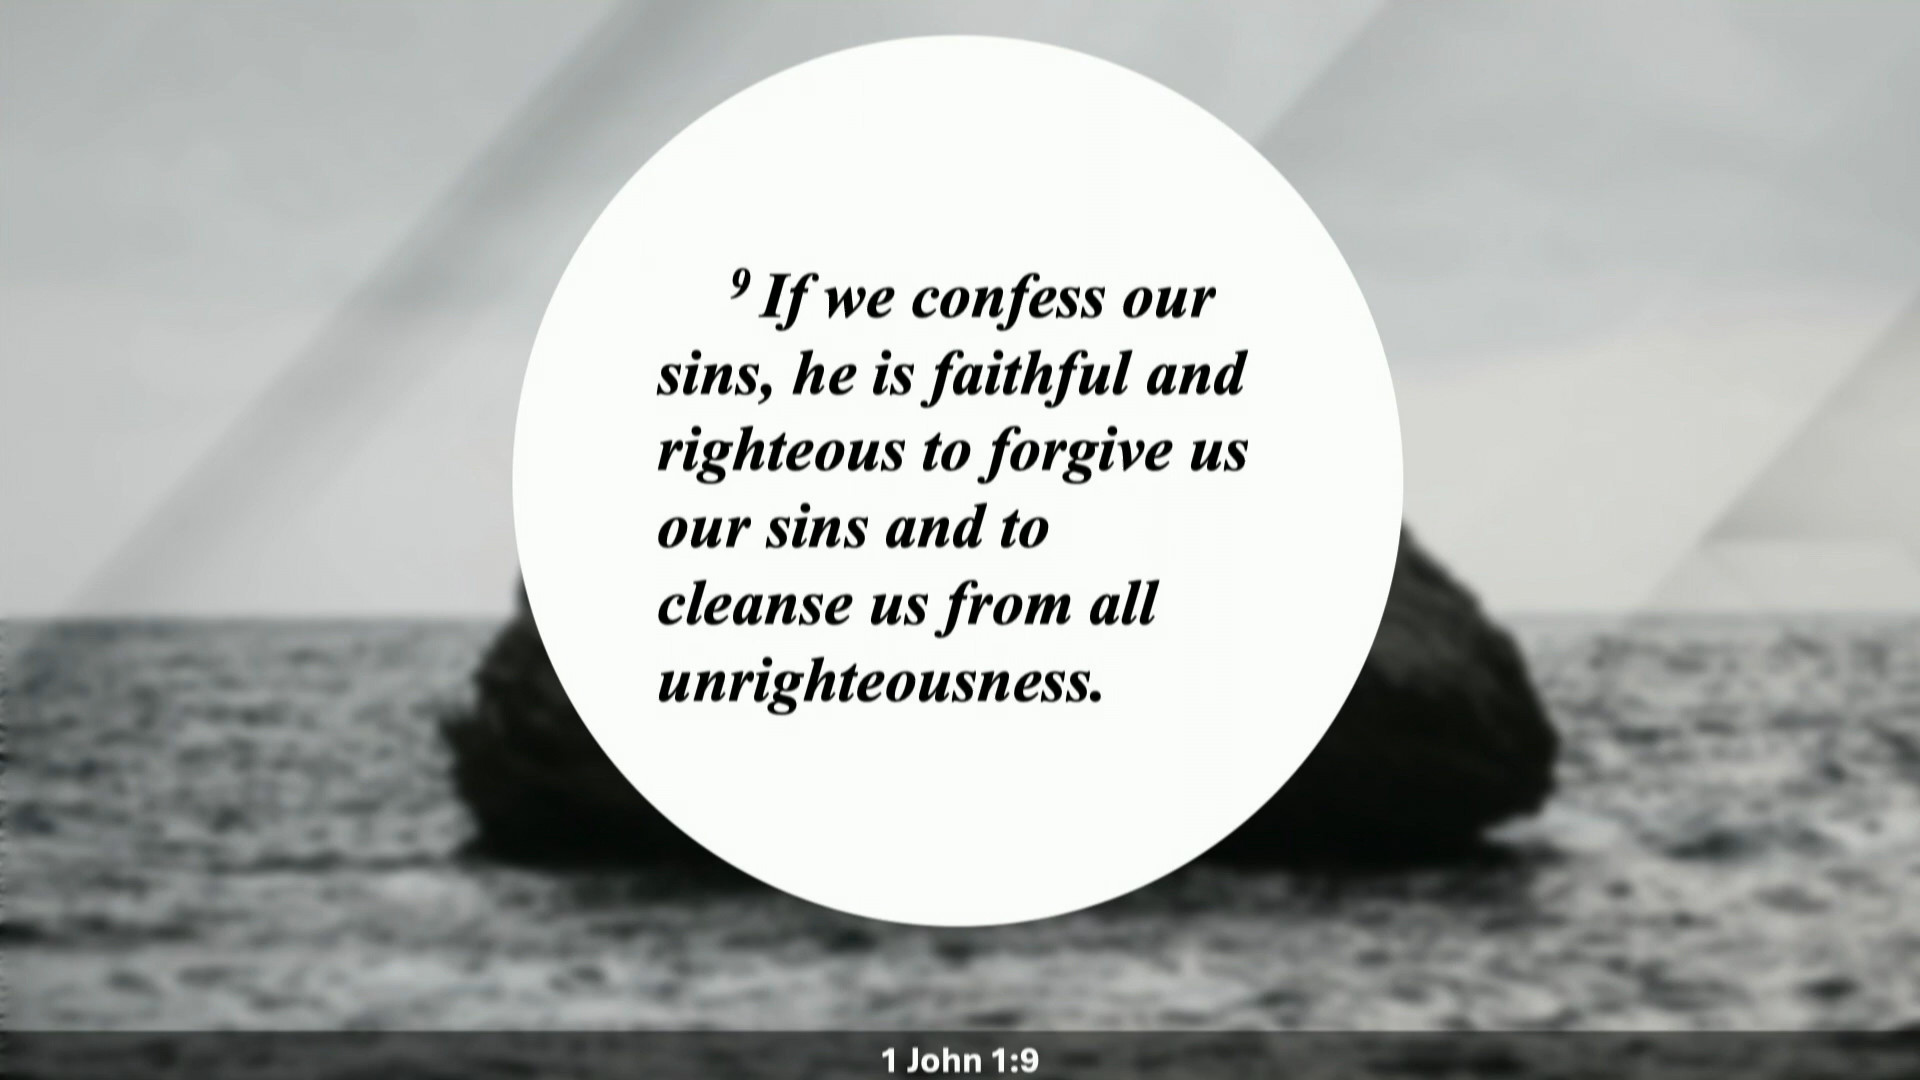 ⁹ If we confess our
sins, he is faithful and
righteous to forgive us
our sins and to
cleanse us from all
unrighteousness.
1 John 1:9